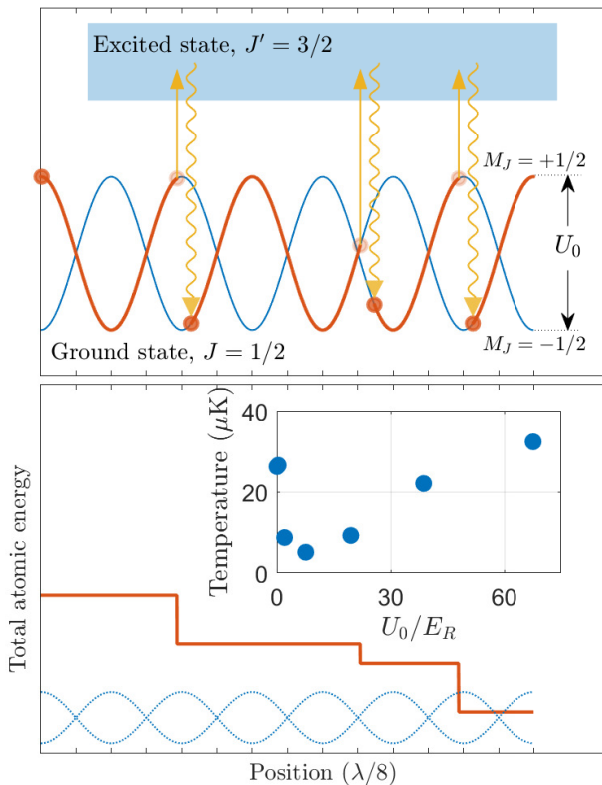 Excited state, J′ = 3/2
M_J = +1/2
U_0
Ground state, J = 1/2
M_J = −1/2
Total atomic energy
Temperature (μK)
40
20
0
0
30
60
U_0/E_R
Position (λ/8)